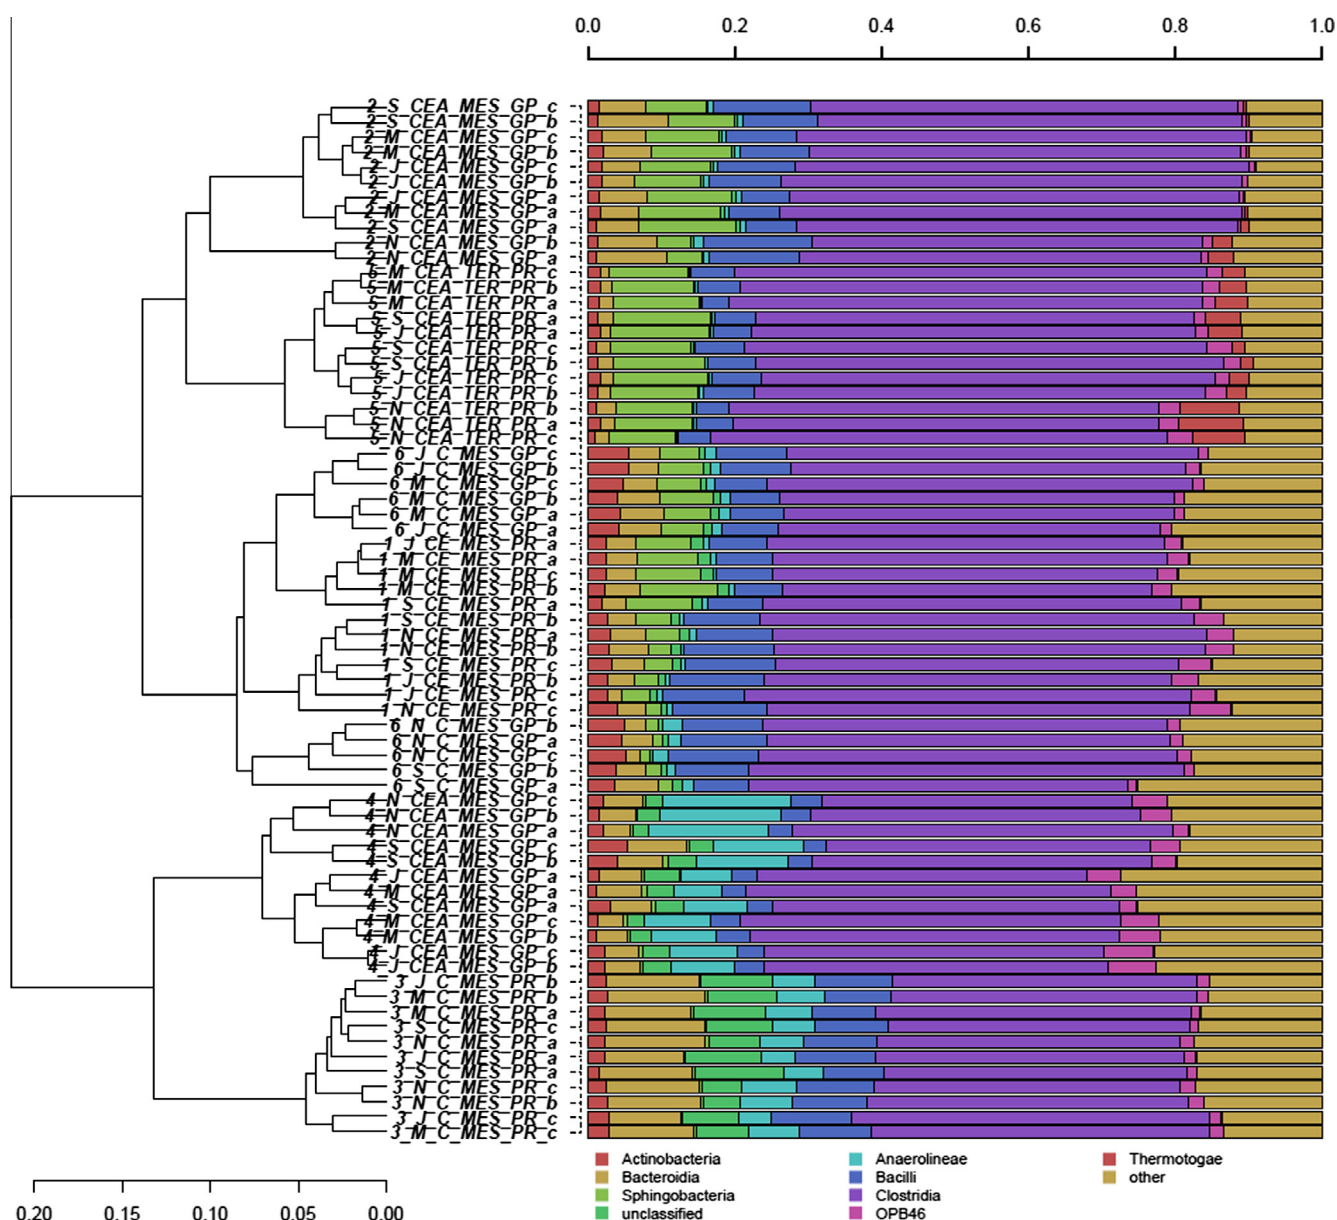 0.0 0.2 0.4 0.6 0.8 1.0
2_S_CEA_MES_GP_c
2_S_CEA_MES_GP_b
2_M_CEA_MES_GP_c
2_M_CEA_MES_GP_b
2_J_CEA_MES_GP_c
2_J_CEA_MES_GP_b
2_J_CEA_MES_GP_a
2_M_CEA_MES_GP_a
2_S_CEA_MES_GP_a
2_N_CEA_MES_GP_b
2_N_CEA_MES_GP_a
5_M_CEA_TER_PR_c
5_M_CEA_TER_PR_b
5_M_CEA_TER_PR_a
5_S_CEA_TER_PR_a
5_J_CEA_TER_PR_a
5_S_CEA_TER_PR_c
5_S_CEA_TER_PR_b
5_J_CEA_TER_PR_c
5_J_CEA_TER_PR_b
5_N_CEA_TER_PR_b
5_N_CEA_TER_PR_a
5_N_CEA_TER_PR_c
6_J_C_MES_GP_c
6_J_C_MES_GP_b
6_M_C_MES_GP_c
6_M_C_MES_GP_b
6_M_C_MES_GP_a
6_J_C_MES_GP_a
1_J_CE_MES_PR_a
1_M_CE_MES_PR_a
1_M_CE_MES_PR_c
1_M_CE_MES_PR_b
1_S_CE_MES_PR_a
1_S_CE_MES_PR_b
1_N_CE_MES_PR_a
1_N_CE_MES_PR_b
1_S_CE_MES_PR_c
1_J_CE_MES_PR_b
1_J_CE_MES_PR_c
1_N_CE_MES_PR_c
6_N_C_MES_GP_b
6_N_C_MES_GP_a
6_N_C_MES_GP_c
6_S_C_MES_GP_b
6_S_C_MES_GP_a
4_N_CEA_MES_GP_c
4_N_CEA_MES_GP_b
4_N_CEA_MES_GP_a
4_S_CEA_MES_GP_c
4_S_CEA_MES_GP_b
4_J_CEA_MES_GP_a
4_M_CEA_MES_GP_a
4_S_CEA_MES_GP_a
4_M_CEA_MES_GP_c
4_M_CEA_MES_GP_b
4_J_CEA_MES_GP_c
4_J_CEA_MES_GP_b
3_J_C_MES_PR_b
3_M_C_MES_PR_b
3_M_C_MES_PR_a
3_S_C_MES_PR_c
3_N_C_MES_PR_a
3_J_C_MES_PR_a
3_S_C_MES_PR_a
3_N_C_MES_PR_c
3_N_C_MES_PR_b
3_J_C_MES_PR_c
3_M_C_MES_PR_c
0.20 0.15 0.10 0.05 0.00
Actinobacteria
Bacteroidia
Sphingobacteria
unclassified
Anaerolineae
Bacilli
Clostridia
OPB46
Thermotogae
other